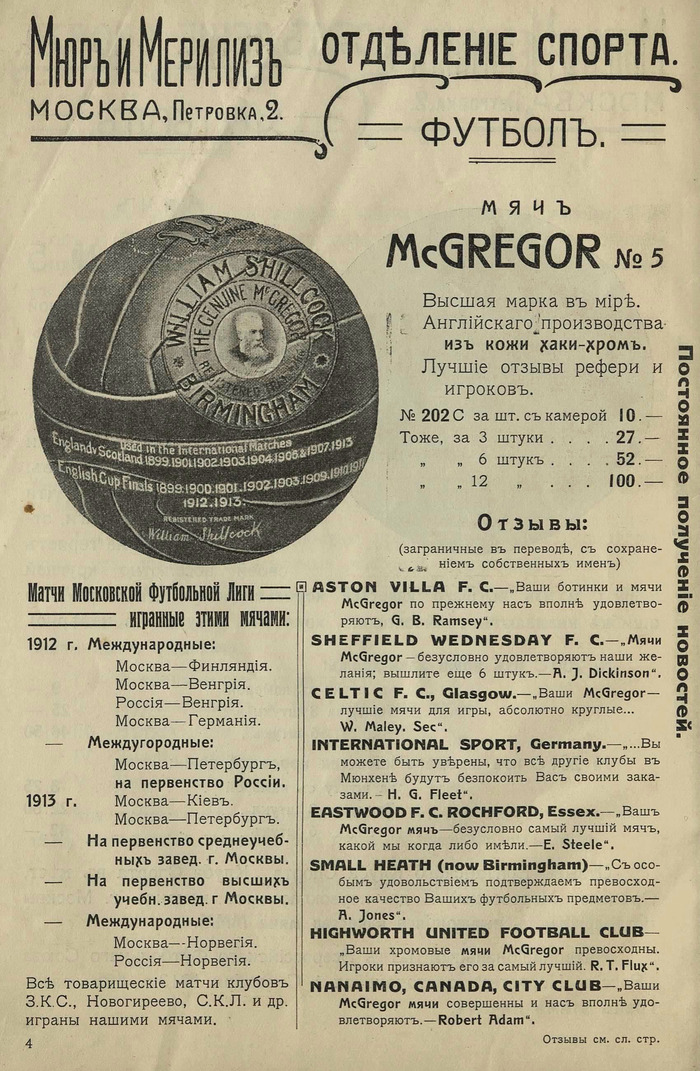 Мюръ и Мерилизъ
МОСКВА, Петровка, 2.
ОТДѢЛЕНІЕ СПОРТА.
ФУТБОЛЪ.
МЯЧЪ
McGREGOR № 5
Высшая марка въ мірѣ.
Англійскаго производства
изъ кожи хаки-хромъ.
Лучшіе отзывы рефери и
игроковъ.
№ 202 С за шт. съ камерой 10.—
Тоже, за 3 штуки . . . . 27.—
„ „ 6 штукъ . . . . 52.—
„ „ 12 „ . . . . 100.—
WILLIAM SHILLCOCK
THE GENUINE McGREGOR
REGISTERED TRADE MARK
BIRMINGHAM
Used in the International Matches
England v Scotland 1899.1901.1902.1903.1904.1905 & 1907.1913
English Cup Finals 1899.1900.1901.1902.1903.1909.1910.1911
1912.1913.
REGISTERED TRADE MARK
William Shillcock
Отзывы:
(заграничные въ переводѣ, съ сохране-
ніемъ собственныхъ именъ)
Матчи Московской Футбольной Лиги
игранные этими мячами:
1912 г. Международные:
Москва—Финляндія.
Москва—Венгрія.
Россія—Венгрія.
Москва—Германія.
— Междугородные:
Москва—Петербургъ,
на первенство Россіи.
1913 г. Москва—Кіевъ.
Москва—Петербургъ.
— На первенство среднеучеб-
ныхъ завед. г. Москвы.
— На первенство высшихъ
учебн. завед. г Москвы.
— Международные:
Москва—Норвегія.
Россія—Норвегія.
Всѣ товарищескіе матчи клубовъ
З.К.С., Новогиреево, С.К.Л. и др.
играны нашими мячами.
4
ASTON VILLA F. C.—„Ваши ботинки и мячи
McGregor по прежнему насъ вполнѣ удовлетво-
ряютъ, G. B. Ramsey“.
SHEFFIELD WEDNESDAY F. C.—„Мячи
McGregor – безусловно удовлетворяютъ наши же-
ланія; вышлите еще 6 штукъ.—A. J. Dickinson“.
CELTIC F. C., Glasgow.—„Ваши McGregor—
лучшіе мячи для игры, абсолютно круглые...
W. Maley. Sec“.
INTERNATIONAL SPORT, Germany.—„...Вы
можете быть увѣрены, что всѣ другіе клубы въ
Мюнхенѣ будутъ безпокоить Васъ своими зака-
зами.– H. G. Fleet“.
EASTWOOD F. C. ROCHFORD, Essex.—„Вашъ
McGregor мячъ—безусловно самый лучшій мячъ,
какой мы когда либо имѣли.—E. Steele“.
SMALL HEATH (now Birmingham)—„Съ осо-
бымъ удовольствіемъ подтверждаемъ превосход-
ное качество Вашихъ футбольныхъ предметовъ.—
A. Jones“.
HIGHWORTH UNITED FOOTBALL CLUB—
„Ваши хромовые мячи McGregor превосходны.
Игроки признаютъ его за самый лучшій. R. T. Flux“.
NANAIMO, CANADA, CITY CLUB—„Ваши
McGregor мячи совершенны и насъ вполнѣ удо-
влетворяютъ.—Robert Adam“.
Отзывы см. сл. стр.
Постоянное полученіе новостей.